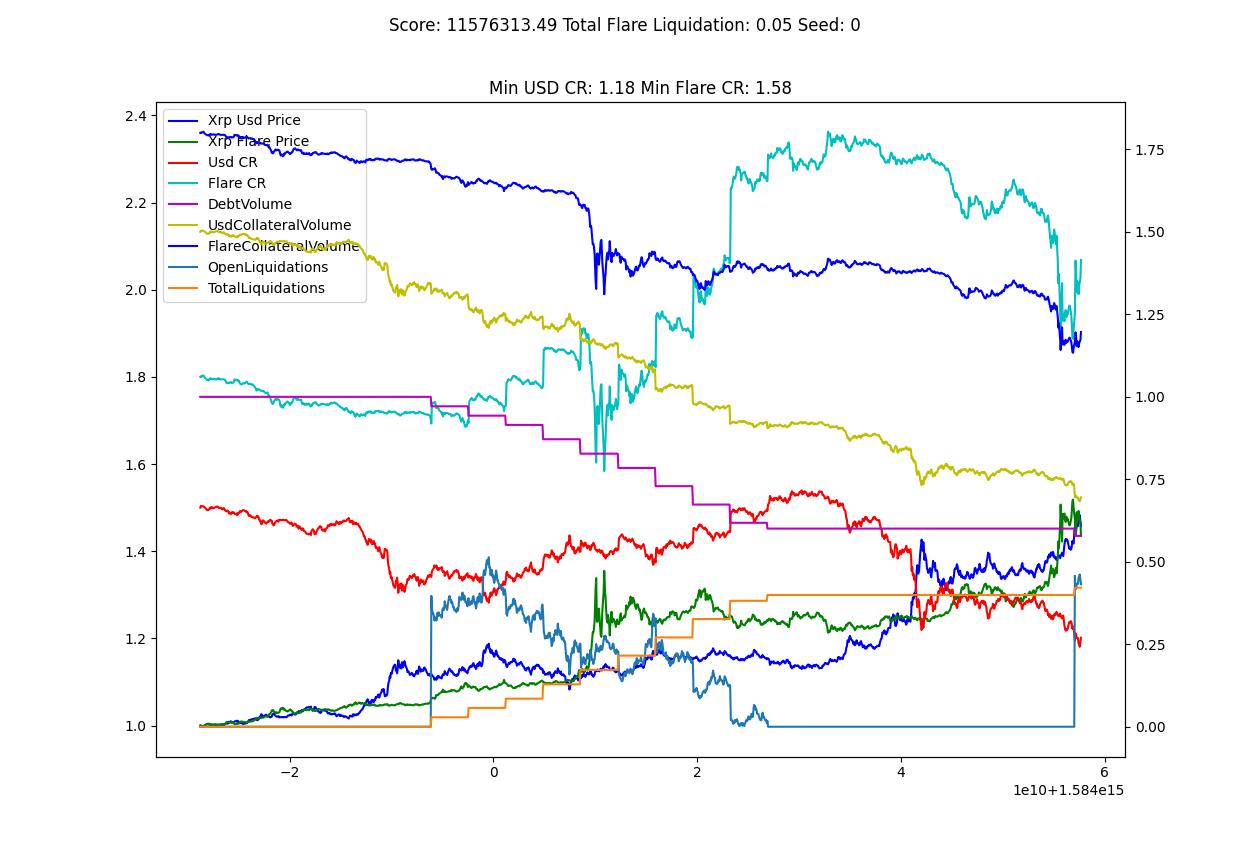 Score: 11576313.49 Total Flare Liquidation: 0.05 Seed: 0
Min USD CR: 1.18 Min Flare CR: 1.58
Xrp Usd Price
Xrp Flare Price
Usd CR
Flare CR
DebtVolume
UsdCollateralVolume
FlareCollateralVolume
OpenLiquidations
TotalLiquidations
2.4
2.2
2.0
1.8
1.6
1.4
1.2
1.0
1.75
1.50
1.25
1.00
0.75
0.50
0.25
0.00
−2 0 2 4 6
1e10+1.584e15